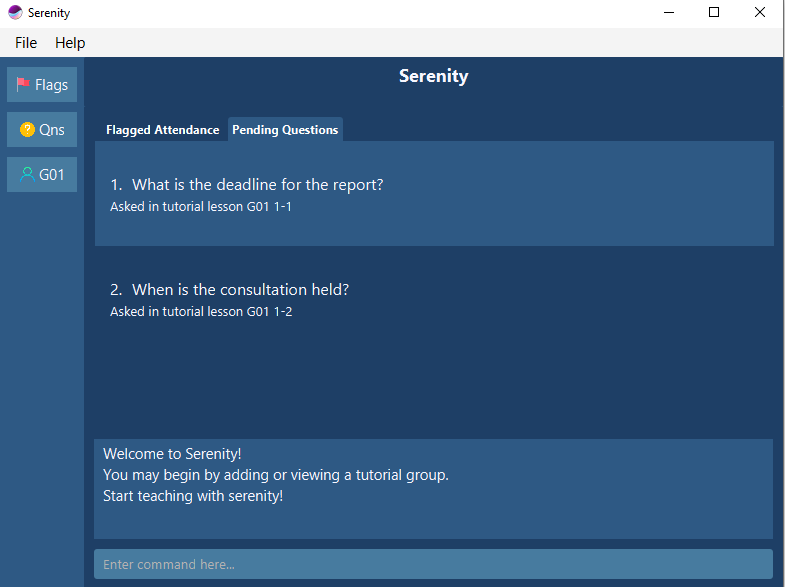 Serenity
File Help
Flags
Qns
G01
Serenity
Flagged Attendance Pending Questions
1. What is the deadline for the report?
Asked in tutorial lesson G01 1-1
2. When is the consultation held?
Asked in tutorial lesson G01 1-2
Welcome to Serenity!
You may begin by adding or viewing a tutorial group.
Start teaching with serenity!
Enter command here...